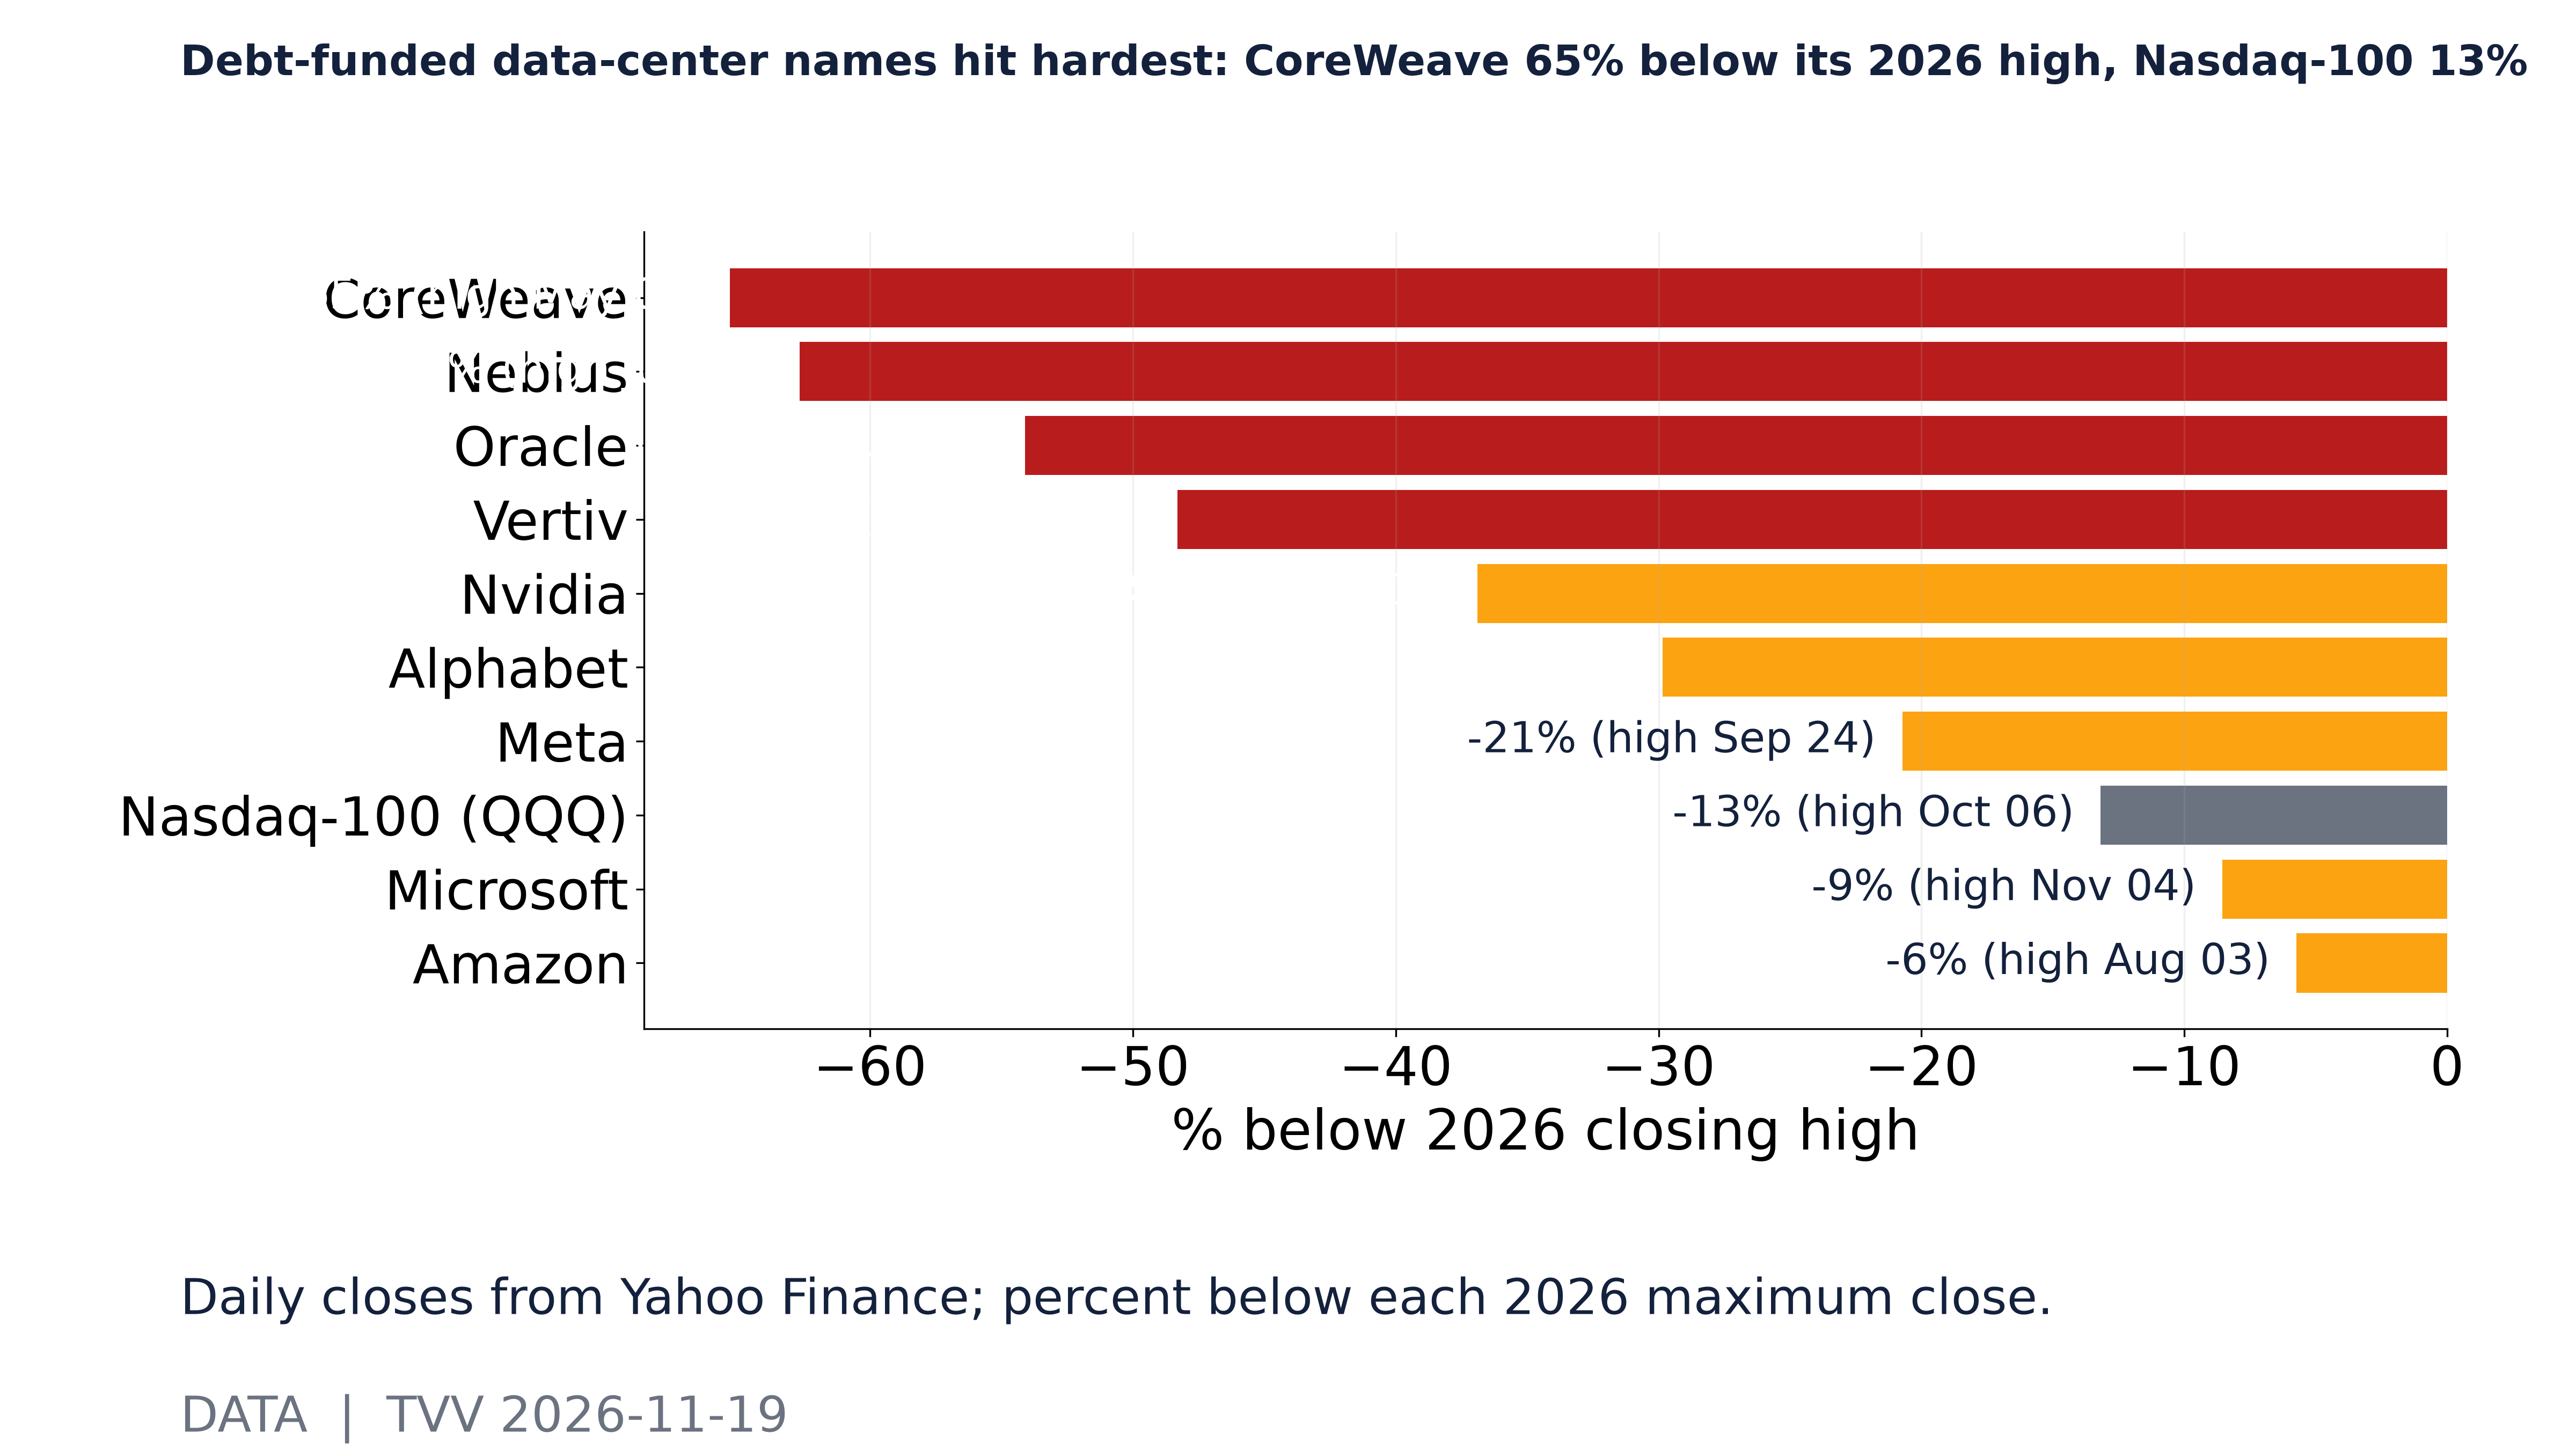 Debt-funded data-center names hit hardest: CoreWeave 65% below its 2026 high, Nasdaq-100 13%
CoreWeave
Nebius
Oracle
Vertiv
Nvidia
Alphabet
Meta
-21% (high Sep 24)
Nasdaq-100 (QQQ)
-13% (high Oct 06)
Microsoft
-9% (high Nov 04)
Amazon
-6% (high Aug 03)
−60 −50 −40 −30 −20 −10 0
% below 2026 closing high
Daily closes from Yahoo Finance; percent below each 2026 maximum close.
DATA | TVV 2026-11-19